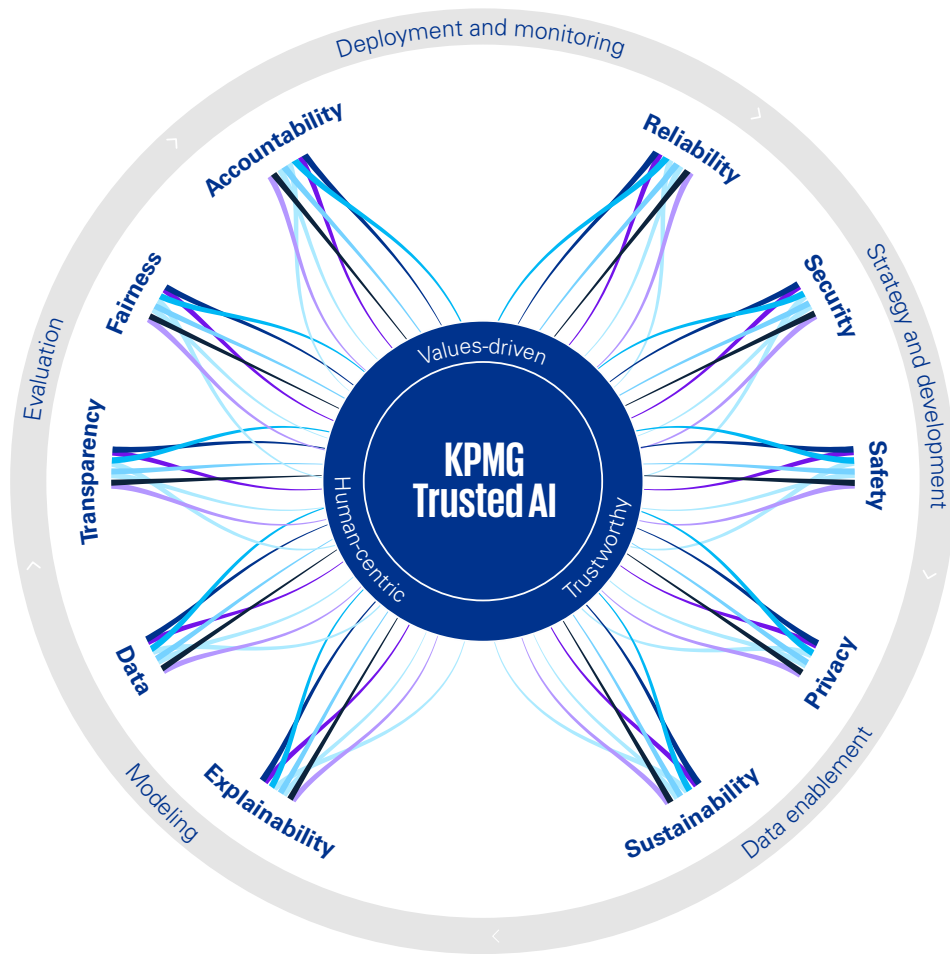 Deployment and monitoring
Accountability
Reliability
Fairness
Security
Strategy and development
Evaluation
Transparency
Safety
Values-driven
KPMG
Trusted AI
Human-centric
Trustworthy
Data
Privacy
Explainability
Sustainability
Modeling
Data enablement